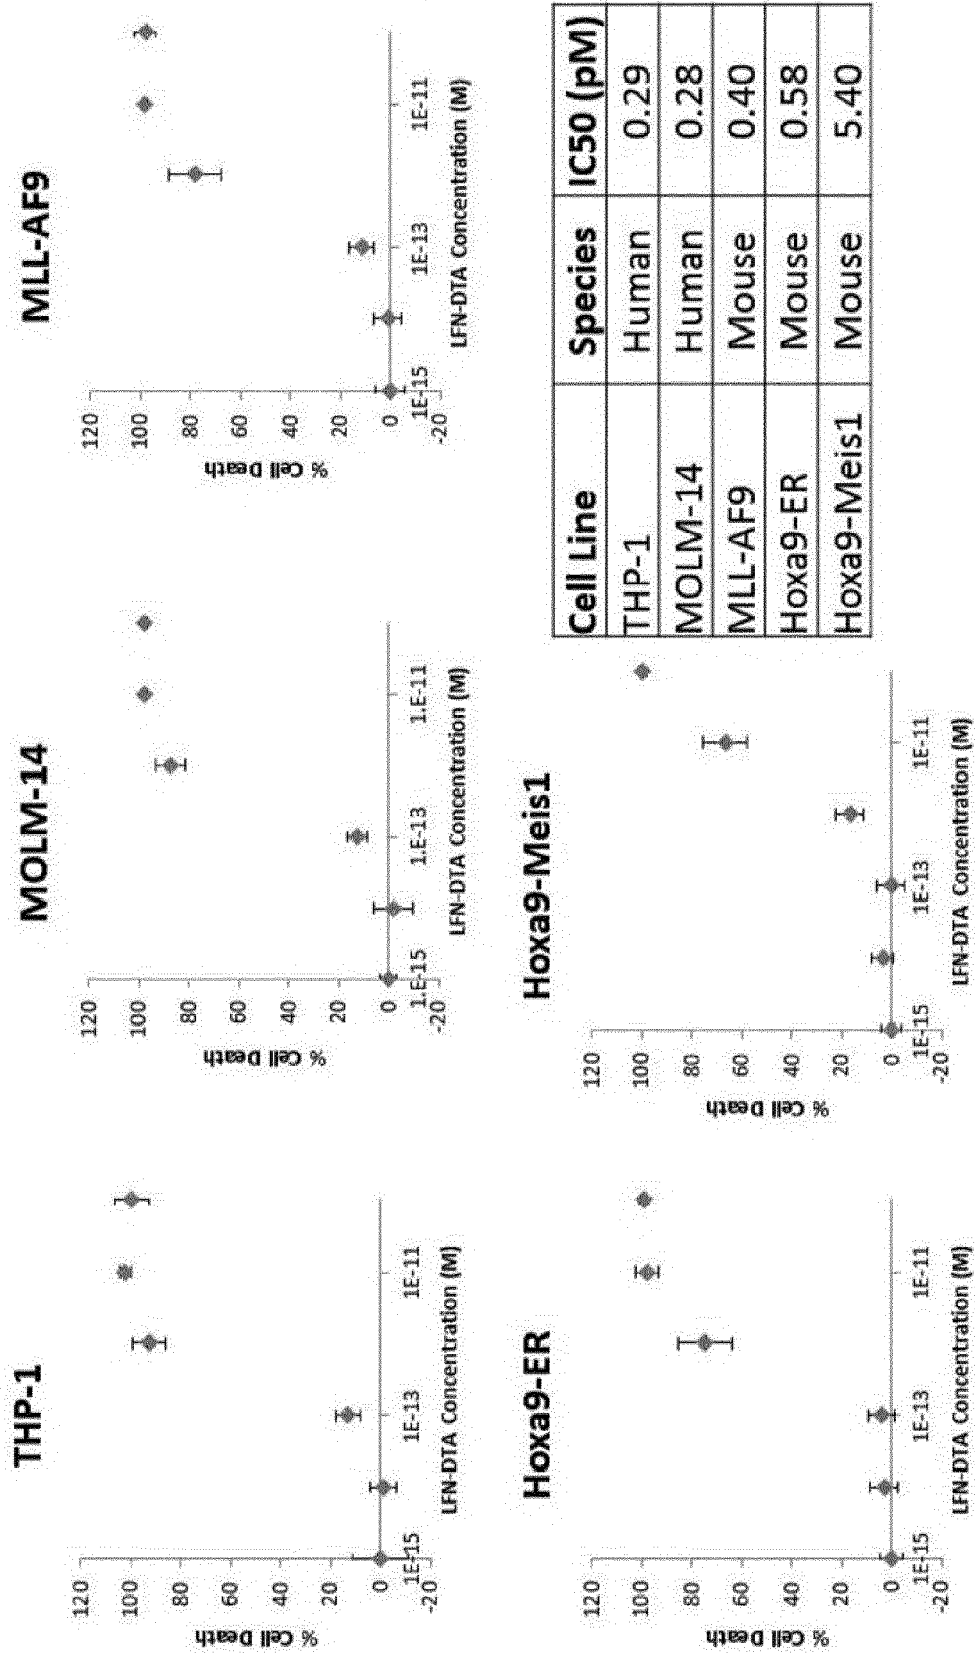 THP-1
% Cell Death
120
100
80
60
40
20
0
-20
1E-15
1E-13
1E-11
LFN-DTA Concentration (M)
MOLM-14
% Cell Death
120
100
80
60
40
20
0
-20
1.E-15
1.E-13
1.E-11
LFN-DTA Concentration (M)
MLL-AF9
% Cell Death
120
100
80
60
40
20
0
-20
1E-15
1E-13
1E-11
LFN-DTA Concentration (M)
Hoxa9-ER
% Cell Death
120
100
80
60
40
20
0
-20
1E-15
1E-13
1E-11
LFN-DTA Concentration (M)
Hoxa9-Meis1
% Cell Death
120
100
80
60
40
20
0
-20
1E-15
1E-13
1E-11
LFN-DTA Concentration (M)
Cell Line Species IC50 (pM)
THP-1 Human 0.29
MOLM-14 Human 0.28
MLL-AF9 Mouse 0.40
Hoxa9-ER Mouse 0.58
Hoxa9-Meis1 Mouse 5.40